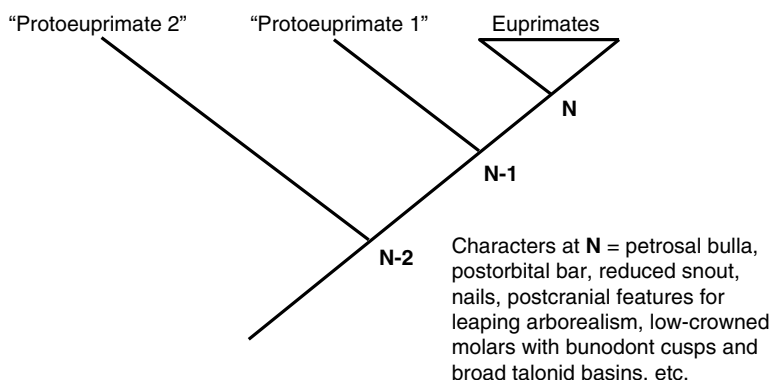 “Protoeuprimate 2” “Protoeuprimate 1” Euprimates
N
N-1
N-2
Characters at N = petrosal bulla,
postorbital bar, reduced snout,
nails, postcranial features for
leaping arborealism, low-crowned
molars with bunodont cusps and
broad talonid basins, etc.